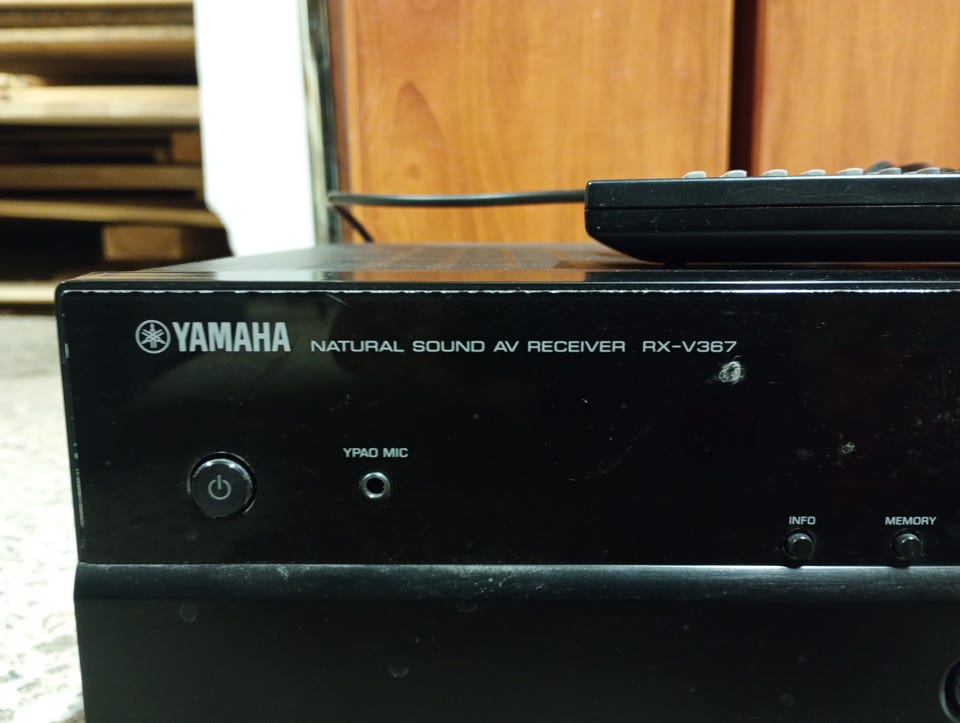 YAMAHA NATURAL SOUND AV RECEIVER RX-V367
YPAO MIC
INFO MEMORY